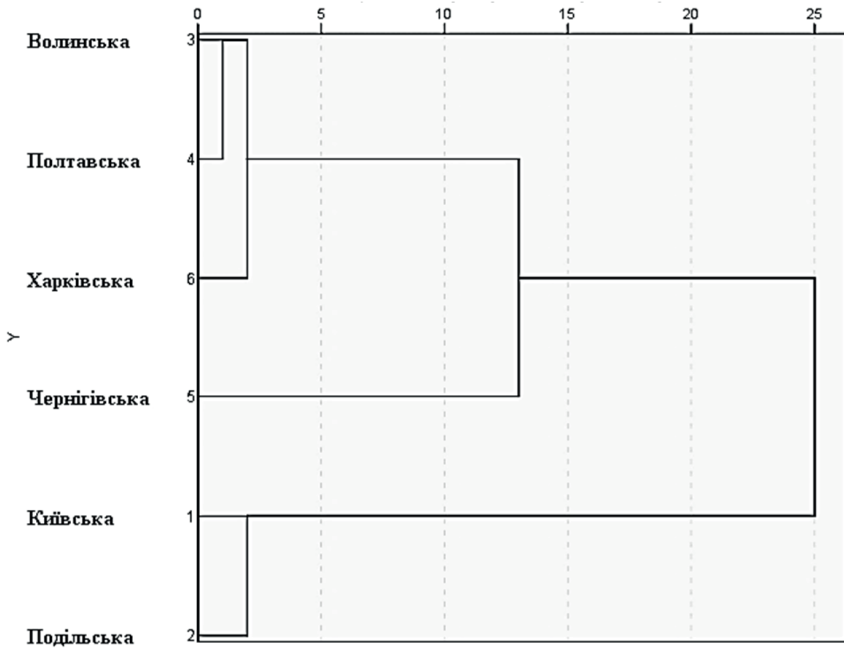 0 5 10 15 20 25
Волинська 3
Полтавська 4
Харківська 6
Y
Чернігівська 5
Київська 1
Подільська 2